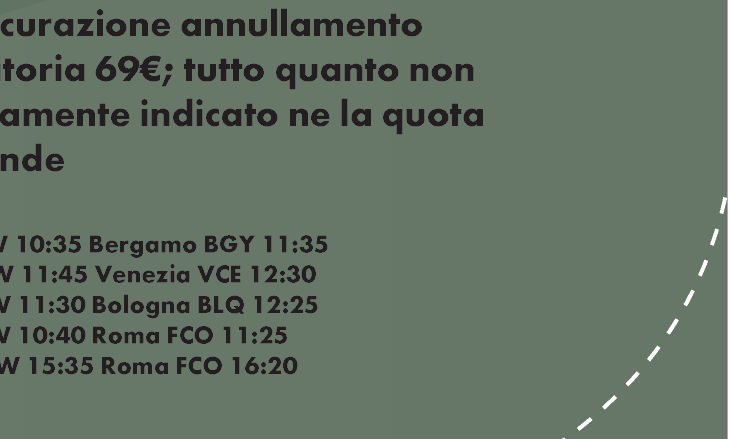 curazione annullamento
toria 69€; tutto quanto non
amente indicato ne la quota
nde
W 10:35 Bergamo BGY 11:35
W 11:45 Venezia VCE 12:30
W 11:30 Bologna BLQ 12:25
W 10:40 Roma FCO 11:25
W 15:35 Roma FCO 16:20